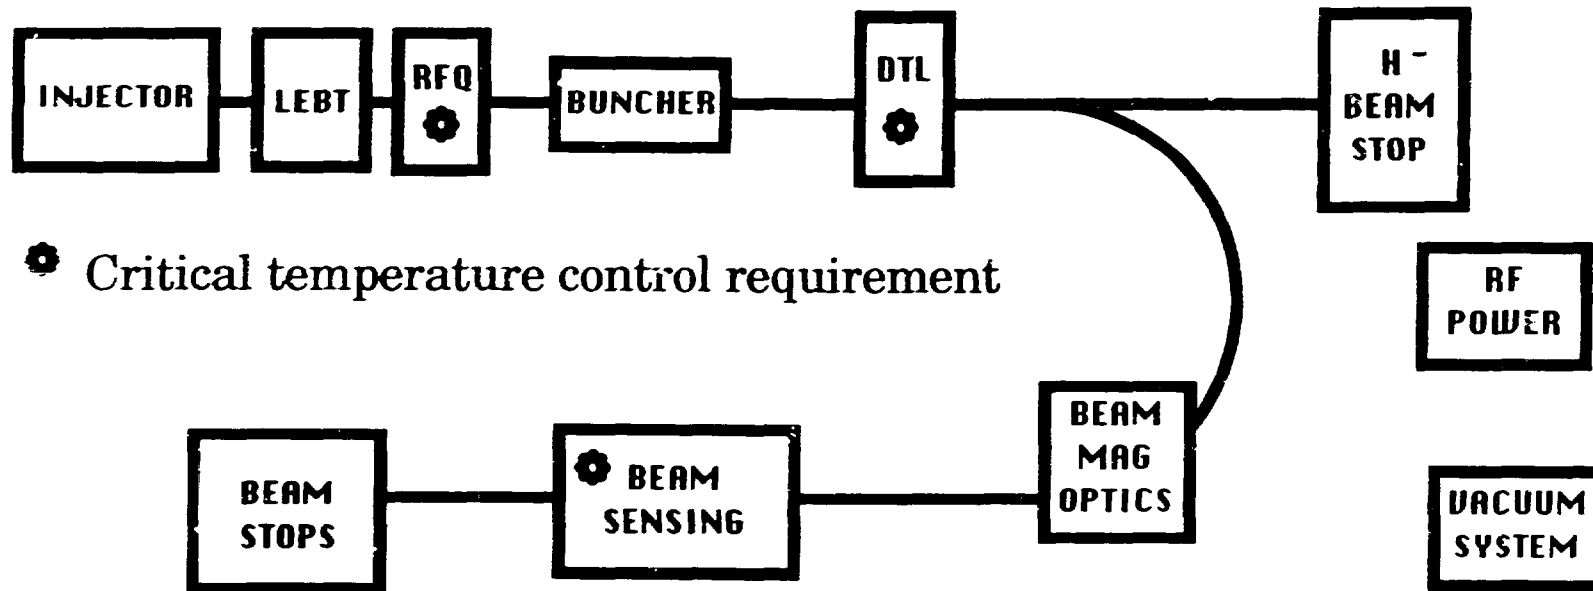 INJECTOR
LEBT
RFQ
BUNCHER
DTL
H⁻
BEAM
STOP
Critical temperature control requirement
RF
POWER
BEAM
MAG
OPTICS
BEAM
SENSING
BEAM
STOPS
VACUUM
SYSTEM